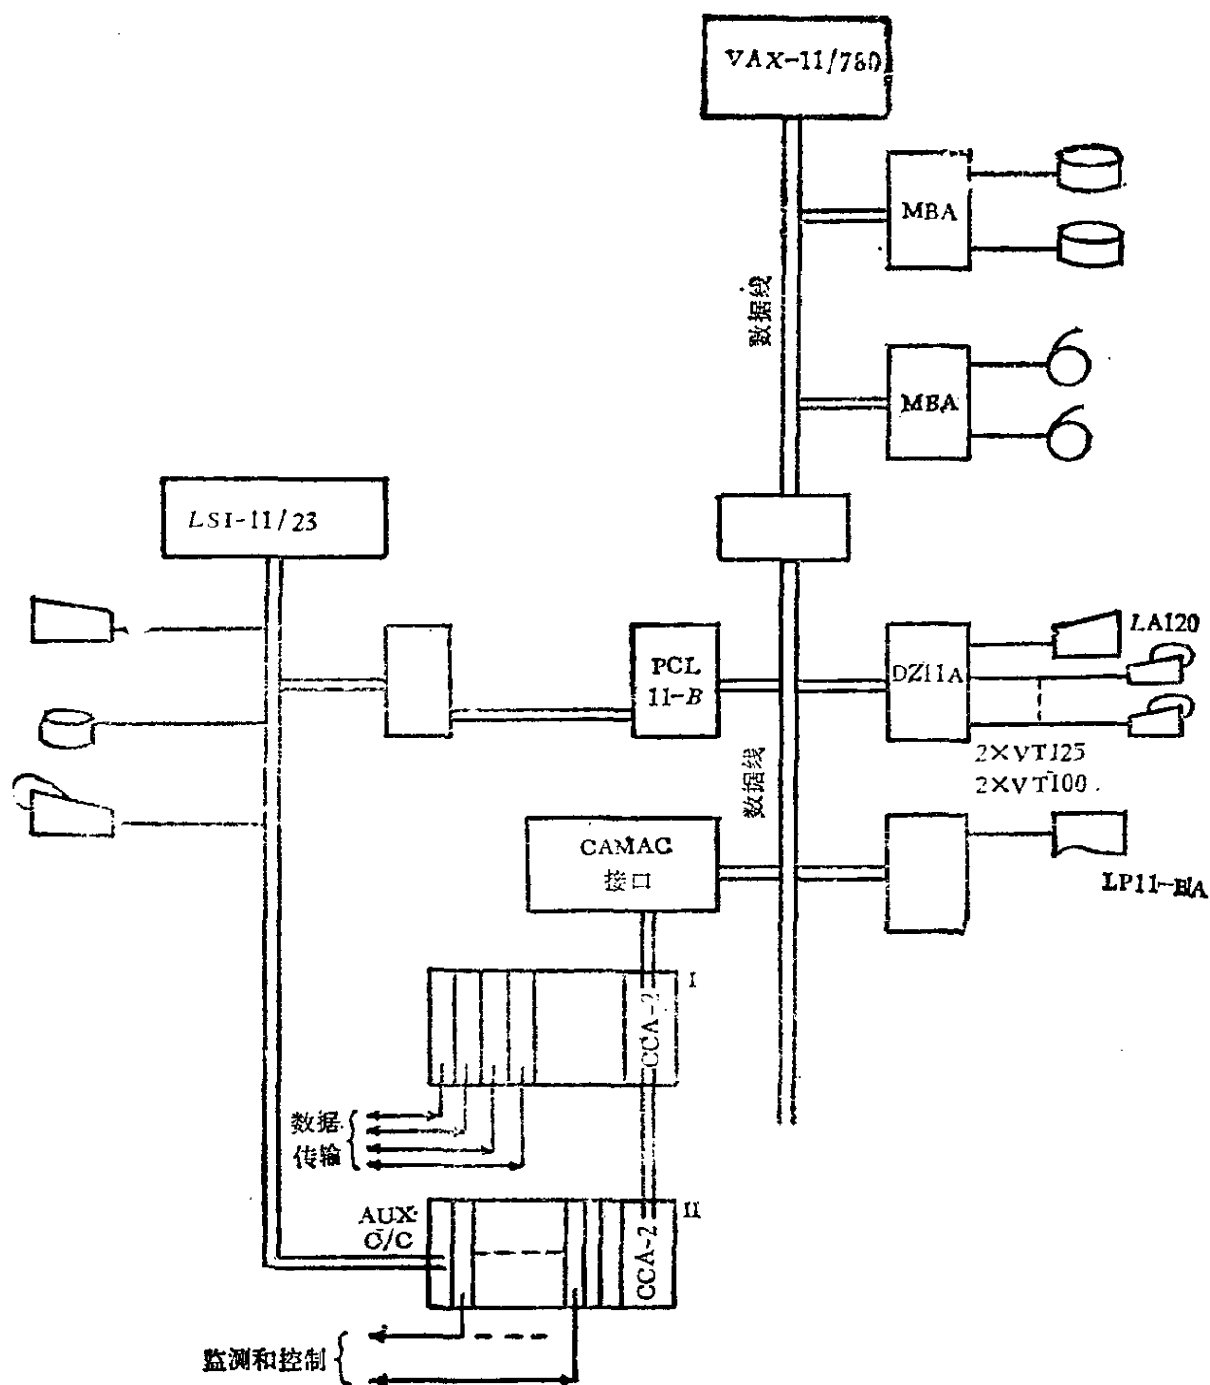 VAX-11/780
MBA
数据线
MBA
LSI-11/23
PCL
11-B
DZ11A
LA120
2×VT125
2×VT100
数据线
CAMAC
接口
LP11-EA
I
CCA-2
数据
传输
II
AUX
C/C
CCA-2
监测和控制